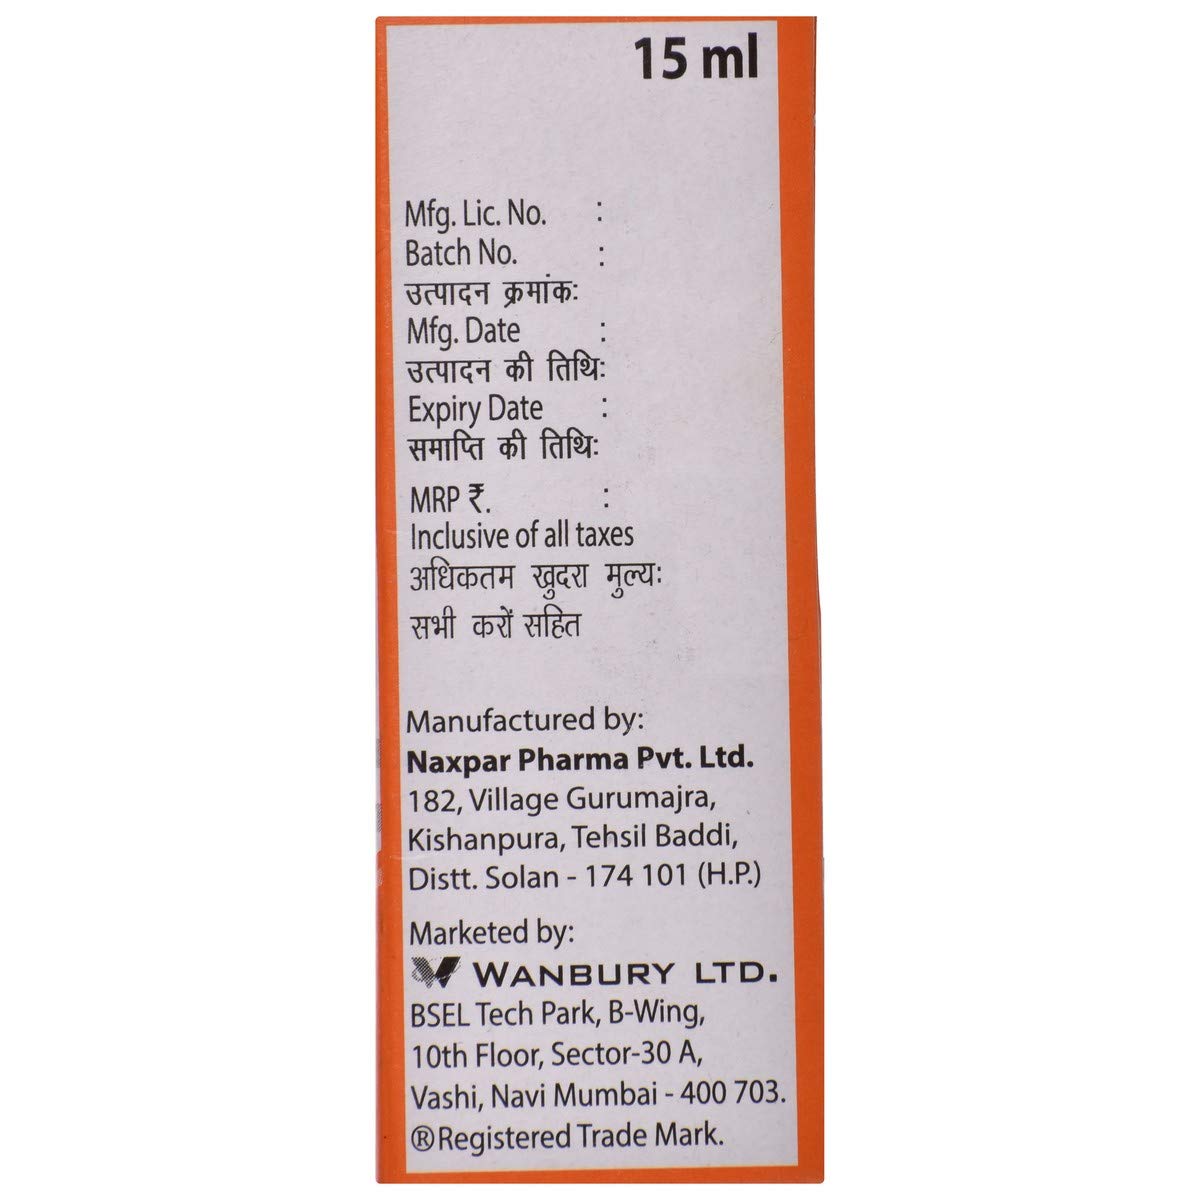 15 ml
Mfg. Lic. No. :
Batch No. :
उत्पादन क्रमांकः
Mfg. Date :
उत्पादन की तिथिः
Expiry Date :
समाप्ति की तिथिः
MRP ₹. :
Inclusive of all taxes
अधिकतम खुदरा मुल्यः
सभी करों सहित
Manufactured by:
Naxpar Pharma Pvt. Ltd.
182, Village Gurumajra,
Kishanpura, Tehsil Baddi,
Distt. Solan - 174 101 (H.P.)
Marketed by:
WANBURY LTD.
BSEL Tech Park, B-Wing,
10th Floor, Sector-30 A,
Vashi, Navi Mumbai - 400 703.
®Registered Trade Mark.